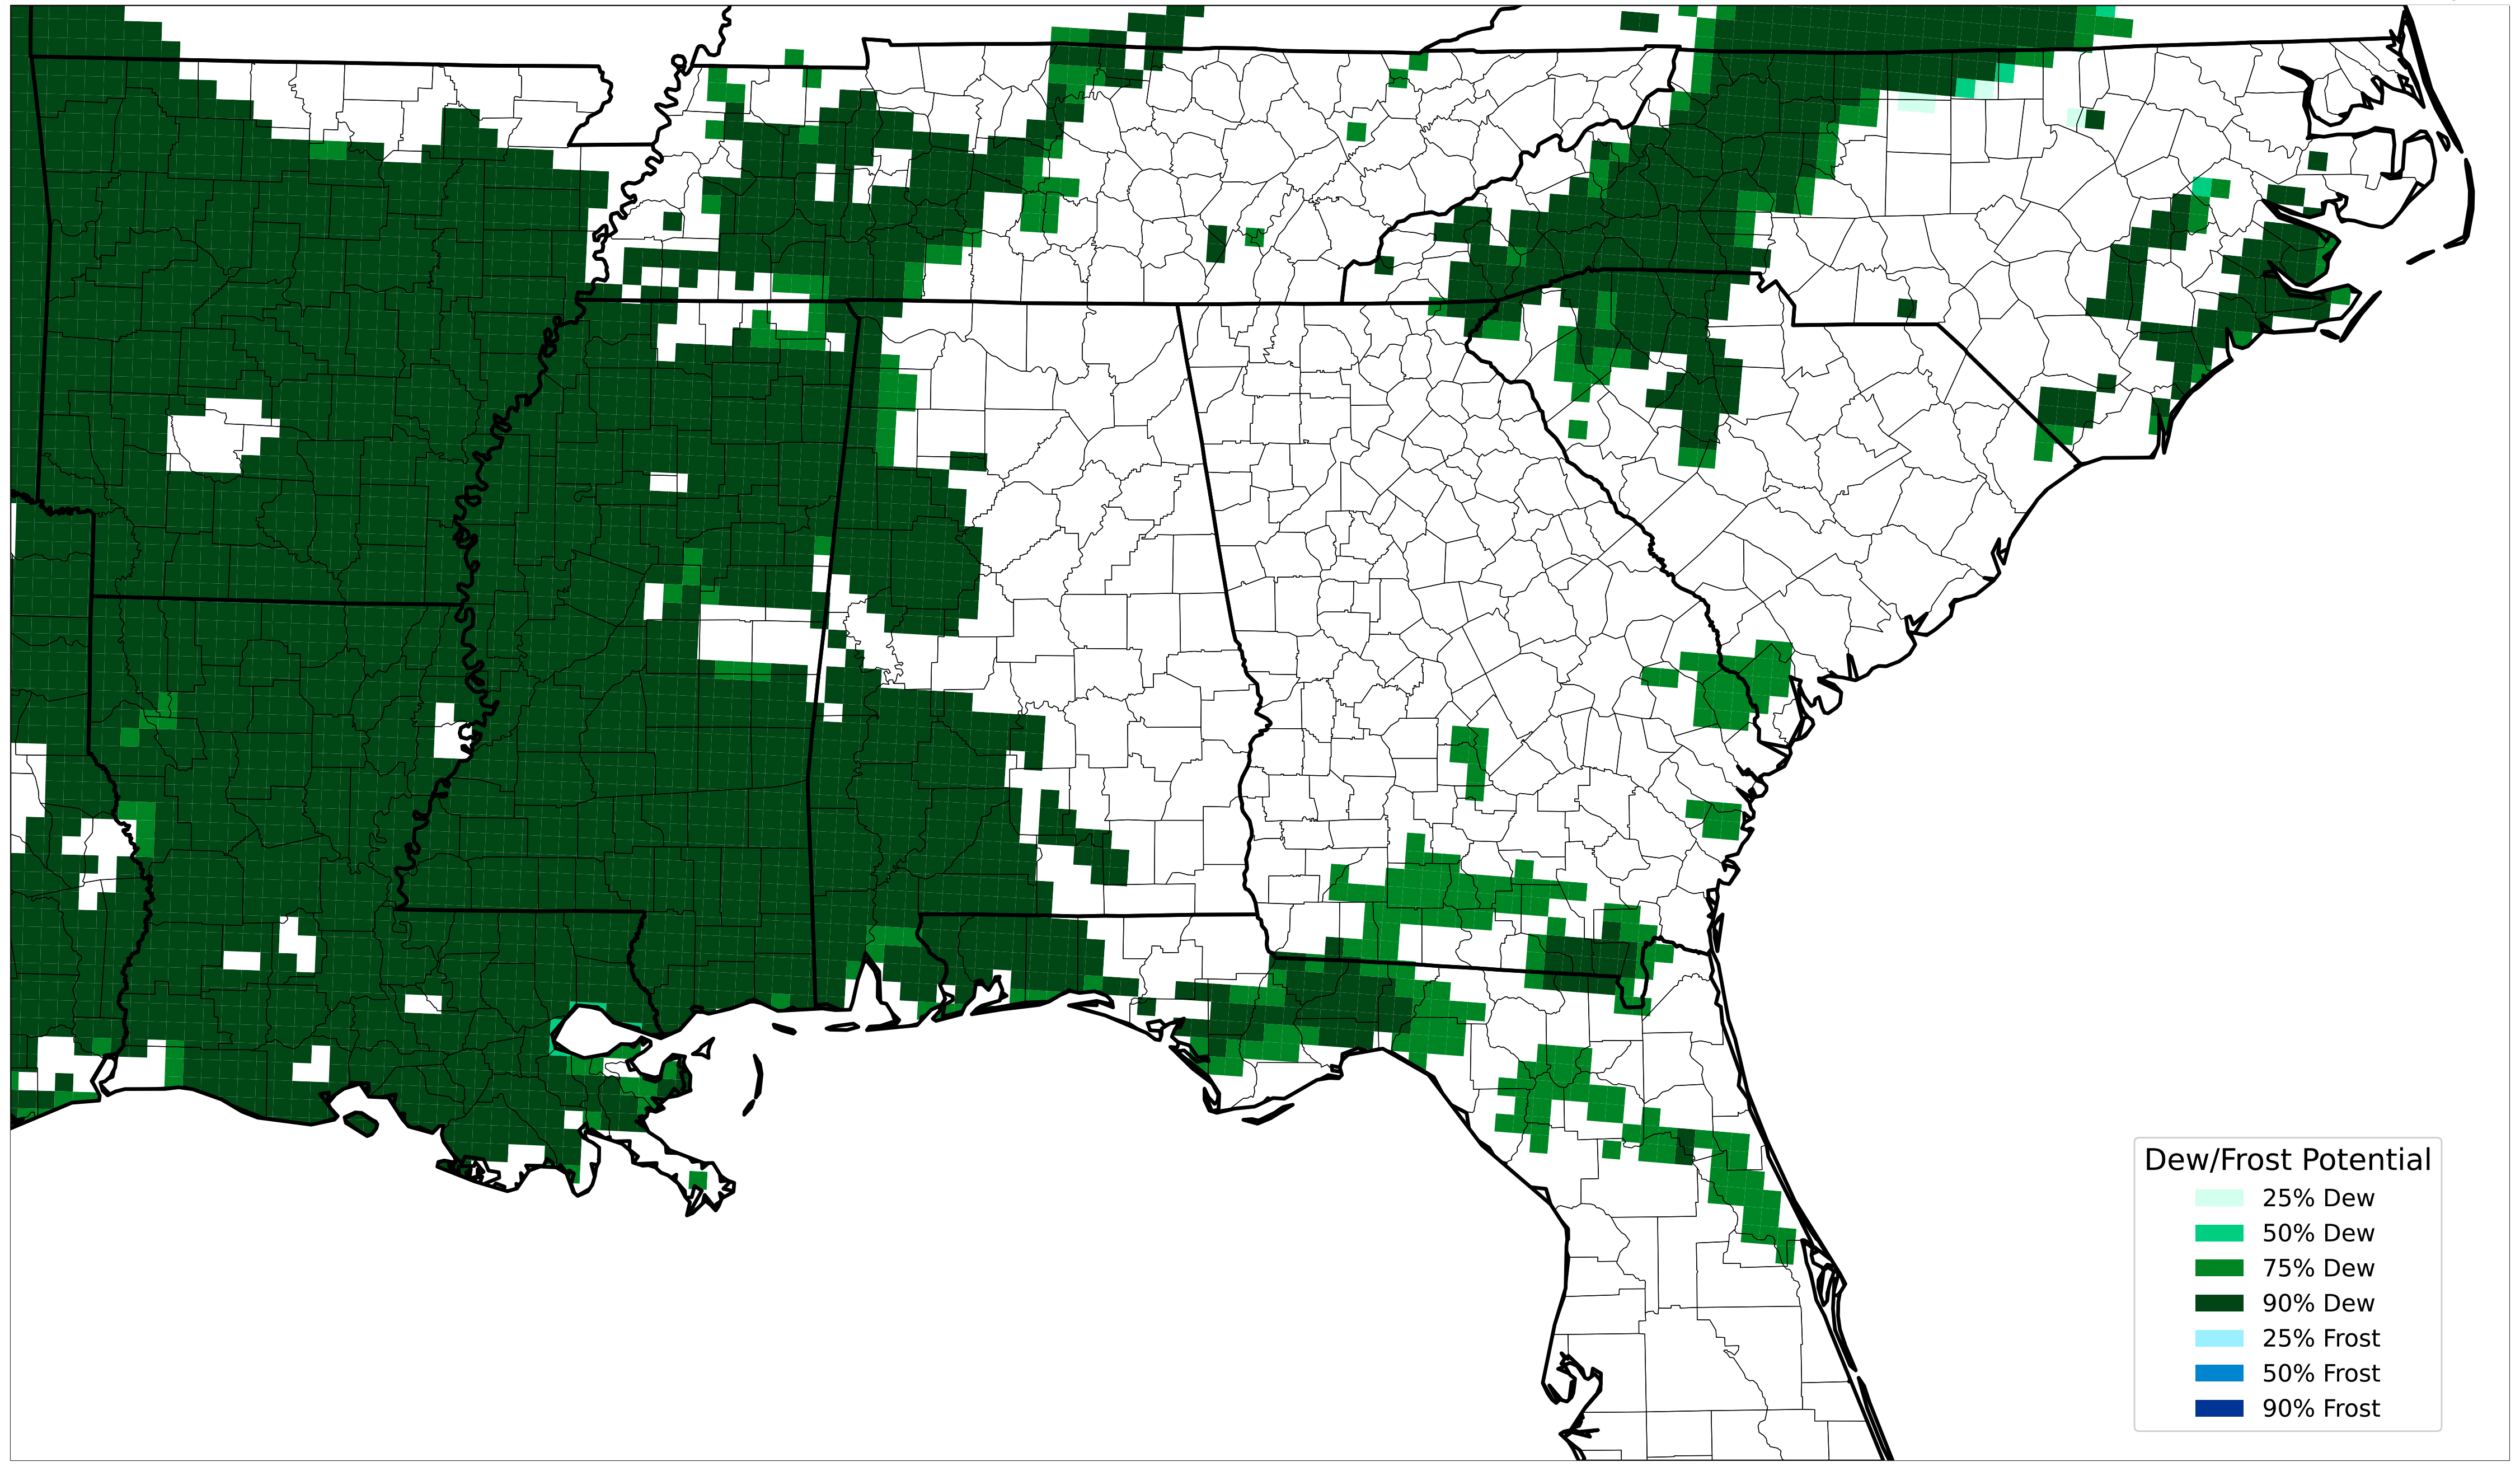 Dew/Frost Potential
25% Dew
50% Dew
75% Dew
90% Dew
25% Frost
50% Frost
90% Frost